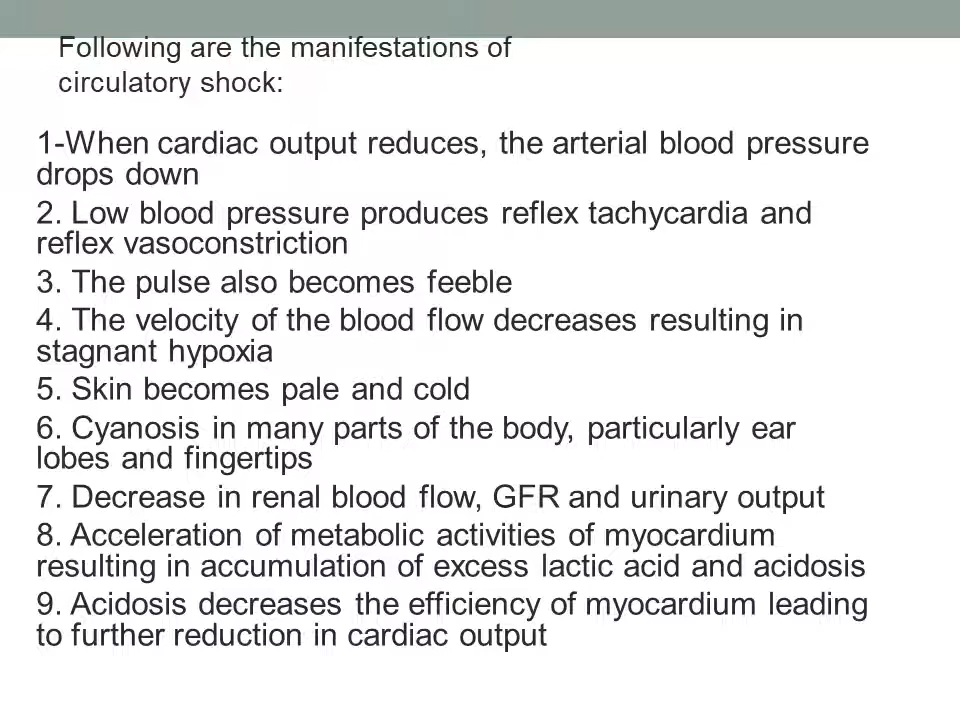 Following are the manifestations of
circulatory shock:
1-When cardiac output reduces, the arterial blood pressure
drops down
2. Low blood pressure produces reflex tachycardia and
reflex vasoconstriction
3. The pulse also becomes feeble
4. The velocity of the blood flow decreases resulting in
stagnant hypoxia
5. Skin becomes pale and cold
6. Cyanosis in many parts of the body, particularly ear
lobes and fingertips
7. Decrease in renal blood flow, GFR and urinary output
8. Acceleration of metabolic activities of myocardium
resulting in accumulation of excess lactic acid and acidosis
9. Acidosis decreases the efficiency of myocardium leading
to further reduction in cardiac output